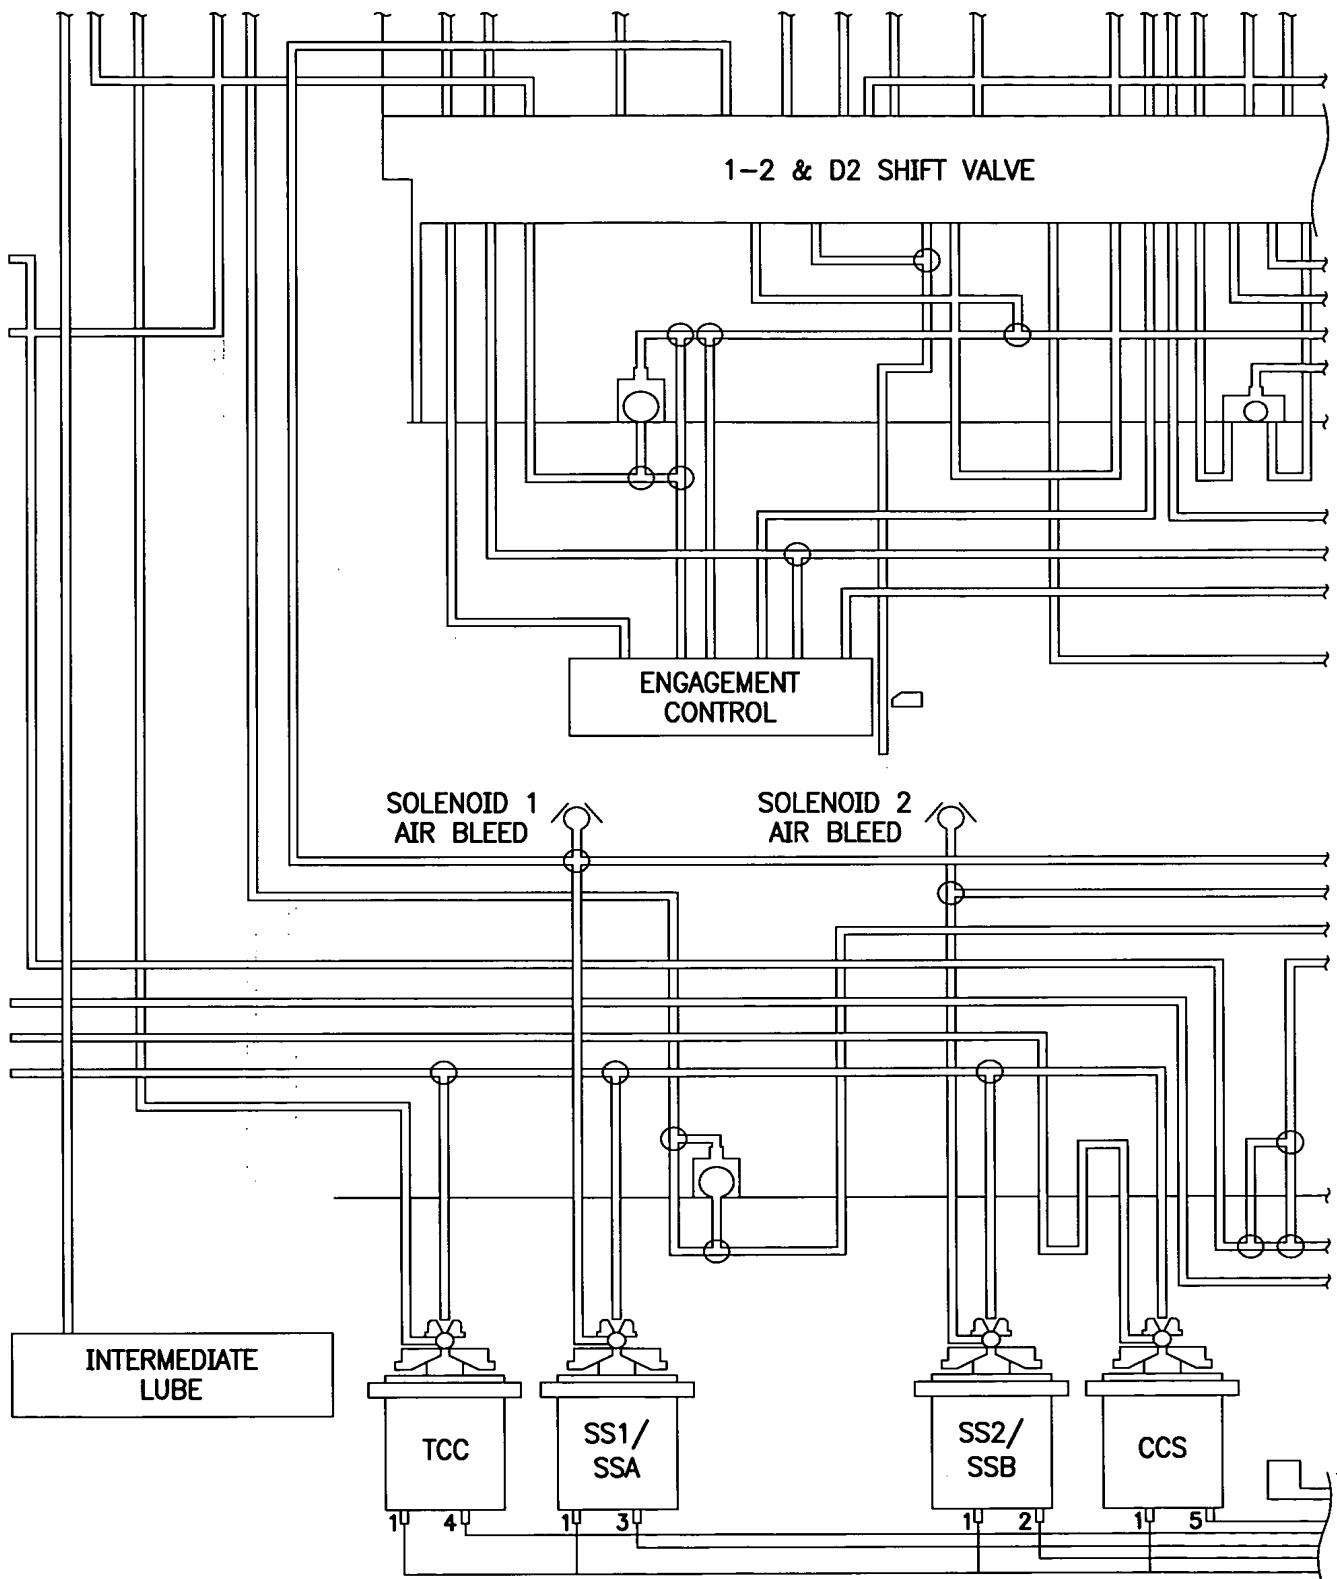 1-2 & D2 SHIFT VALVE
ENGAGEMENT
CONTROL
SOLENOID 1
AIR BLEED
SOLENOID 2
AIR BLEED
INTERMEDIATE
LUBE
TCC
SS1/
SSA
SS2/
SSB
CCS
1 4 1 3 1 2 1 5